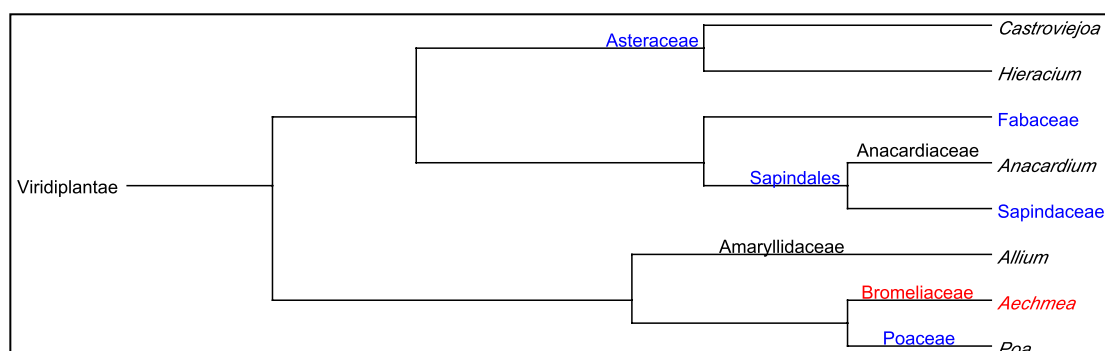 Castroviejoa
Asteraceae
Hieracium
Fabaceae
Anacardiaceae
Anacardium
Sapindales
Viridiplantae
Sapindaceae
Amaryllidaceae
Allium
Bromeliaceae
Aechmea
Poaceae
Poa